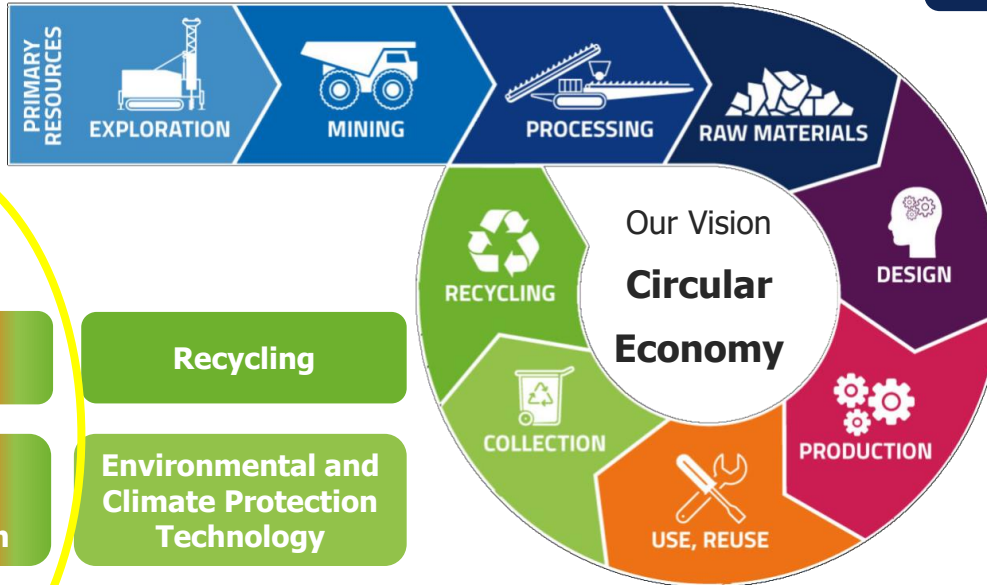 PRIMARY
RESOURCES
EXPLORATION
MINING
PROCESSING
RAW MATERIALS
DESIGN
PRODUCTION
USE, REUSE
COLLECTION
RECYCLING
Our Vision
Circular
Economy
Recycling
Environmental and
Climate Protection
Technology